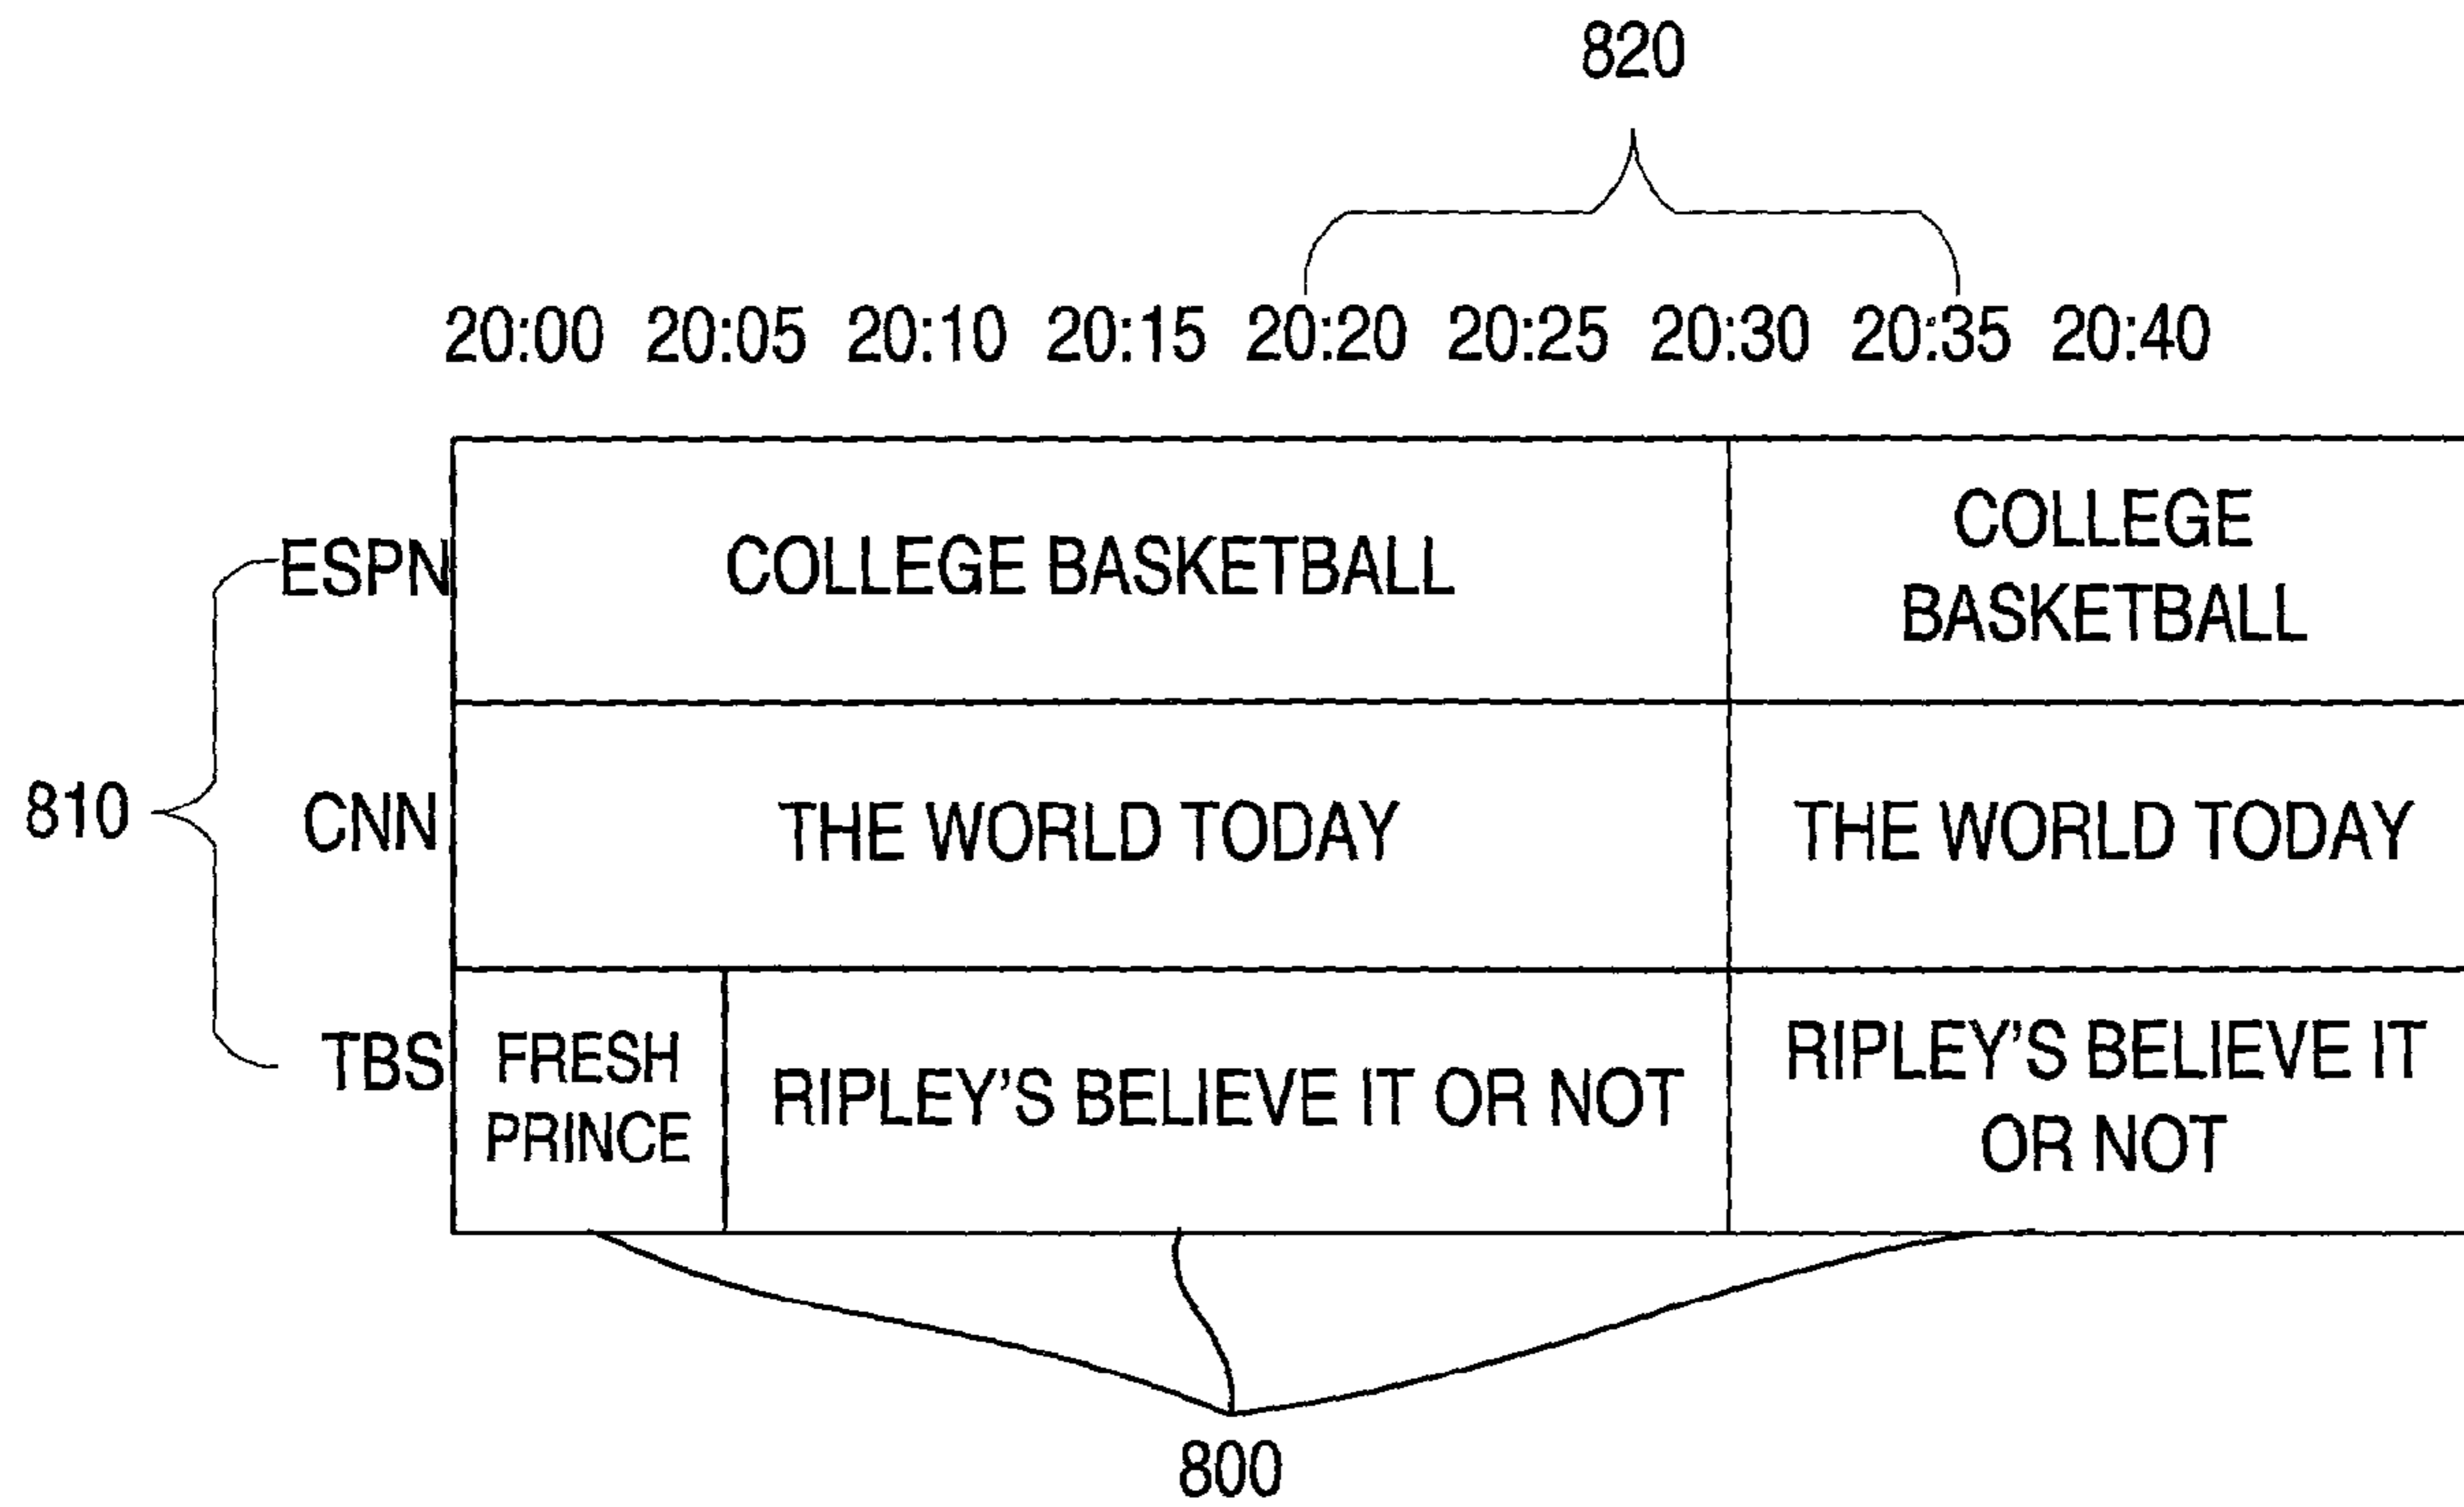 820
20:00 20:05 20:10 20:15 20:20 20:25 20:30 20:35 20:40
ESPN
COLLEGE BASKETBALL
COLLEGE
BASKETBALL
810
CNN
THE WORLD TODAY
THE WORLD TODAY
TBS
FRESH
PRINCE
RIPLEY'S BELIEVE IT OR NOT
RIPLEY'S BELIEVE IT
OR NOT
800